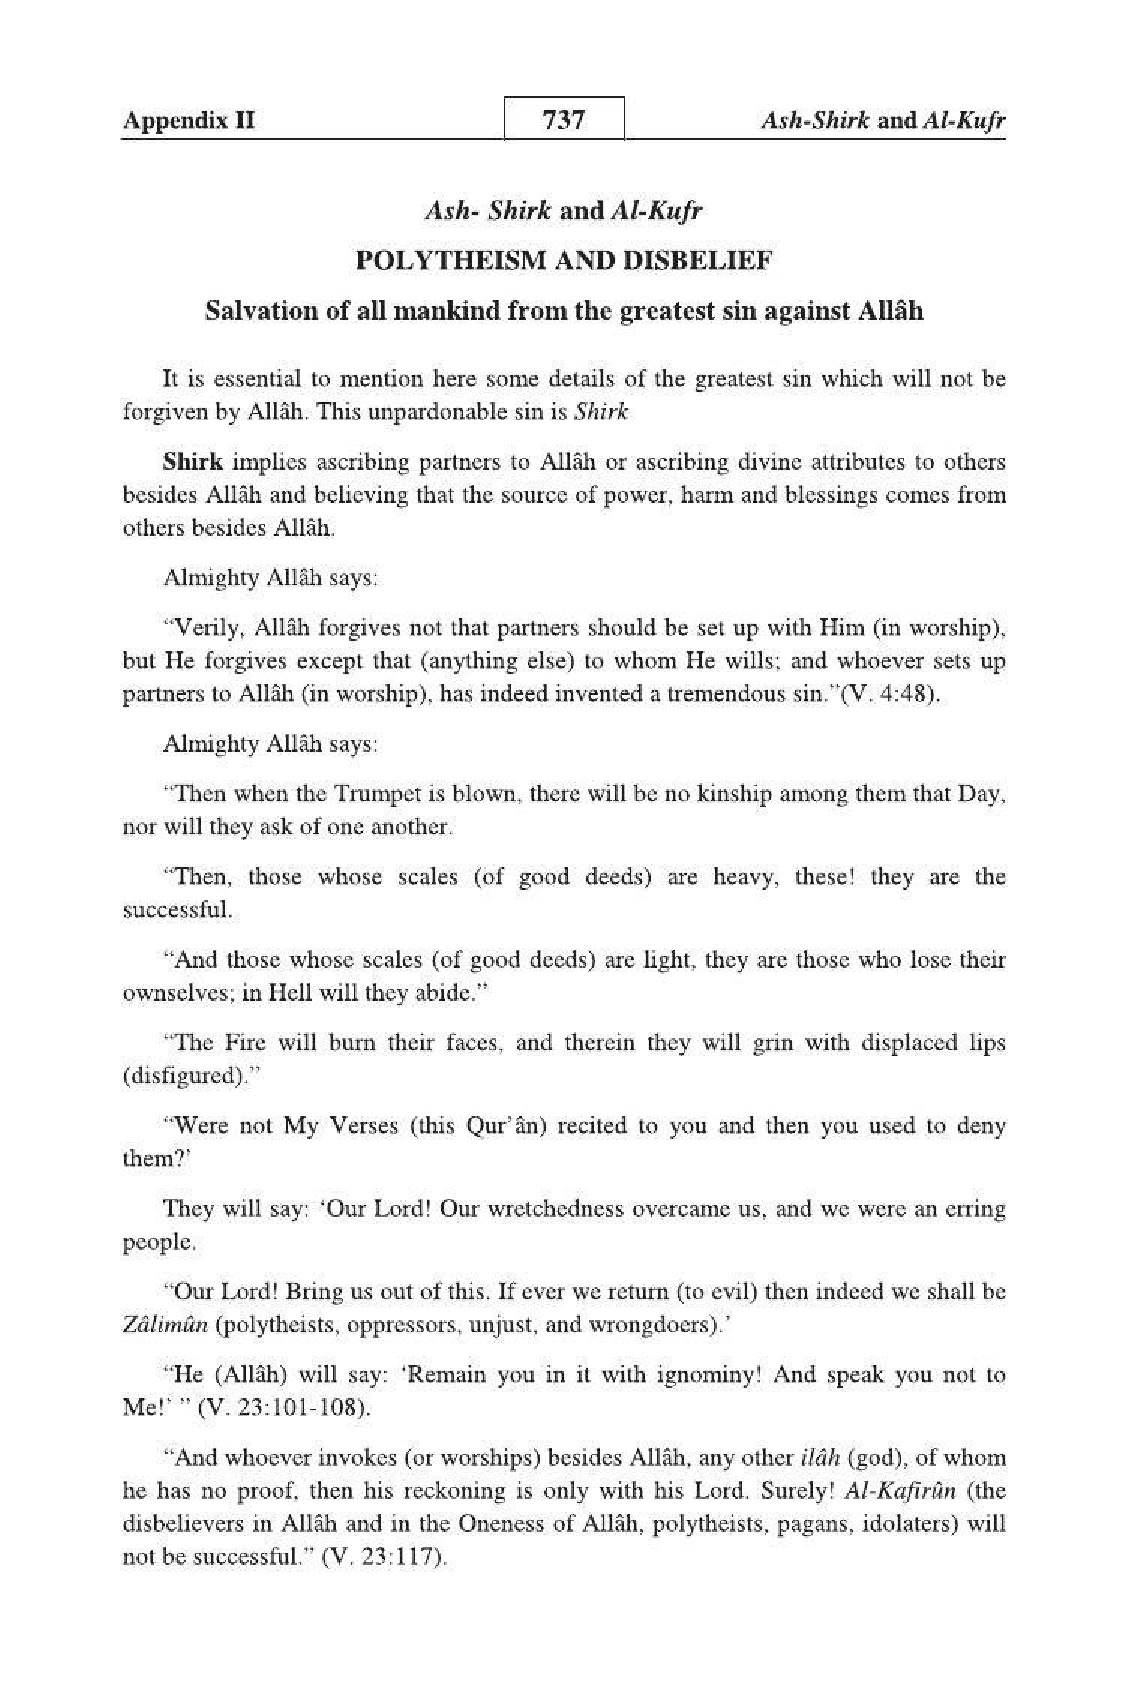 Appendix II 737 Ash-Shirk and Al-Kufr
Ash- Shirk and Al-Kufr
POLYTHEISM AND DISBELIEF
Salvation of all mankind from the greatest sin against Allâh
It is essential to mention here some details of the greatest sin which will not be
forgiven by Allâh. This unpardonable sin is Shirk
Shirk implies ascribing partners to Allâh or ascribing divine attributes to others
besides Allâh and believing that the source of power, harm and blessings comes from
others besides Allâh.
Almighty Allâh says:
“Verily, Allâh forgives not that partners should be set up with Him (in worship),
but He forgives except that (anything else) to whom He wills; and whoever sets up
partners to Allâh (in worship), has indeed invented a tremendous sin.”(V. 4:48).
Almighty Allâh says:
“Then when the Trumpet is blown, there will be no kinship among them that Day,
nor will they ask of one another.
“Then, those whose scales (of good deeds) are heavy, these! they are the
successful.
“And those whose scales (of good deeds) are light, they are those who lose their
ownselves; in Hell will they abide.”
“The Fire will burn their faces, and therein they will grin with displaced lips
(disfigured).”
“Were not My Verses (this Qur’ân) recited to you and then you used to deny
them?’
They will say: ‘Our Lord! Our wretchedness overcame us, and we were an erring
people.
“Our Lord! Bring us out of this. If ever we return (to evil) then indeed we shall be
Zâlimûn (polytheists, oppressors, unjust, and wrongdoers).’
“He (Allâh) will say: ‘Remain you in it with ignominy! And speak you not to
Me!’ ” (V. 23:101-108).
“And whoever invokes (or worships) besides Allâh, any other ilâh (god), of whom
he has no proof, then his reckoning is only with his Lord. Surely! Al-Kafirûn (the
disbelievers in Allâh and in the Oneness of Allâh, polytheists, pagans, idolaters) will
not be successful.” (V. 23:117).